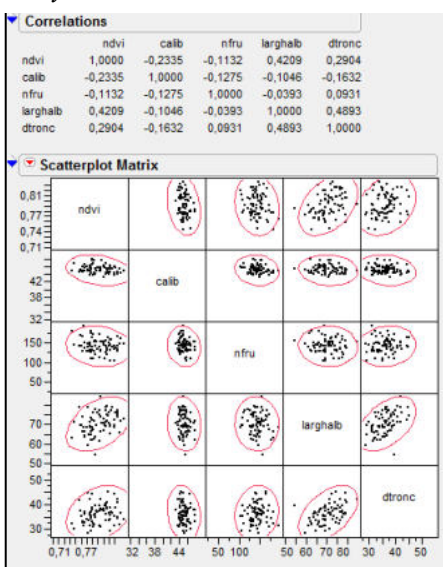 Correlations
ndvi calib nfru larghalb dtronc
ndvi 1,0000 -0,2335 -0,1132 0,4209 0,2904
calib -0,2335 1,0000 -0,1275 -0,1046 -0,1632
nfru -0,1132 -0,1275 1,0000 -0,0393 0,0931
larghalb 0,4209 -0,1046 -0,0393 1,0000 0,4893
dtronc 0,2904 -0,1632 0,0931 0,4893 1,0000
Scatterplot Matrix
0,81
0,77
0,74
0,71
ndvi
42
38
32
calib
150
100
50
nfru
70
60
50
larghalb
50
40
30
dtronc
0,71 0,77 32 38 44 50 100 50 60 70 80 30 40 50